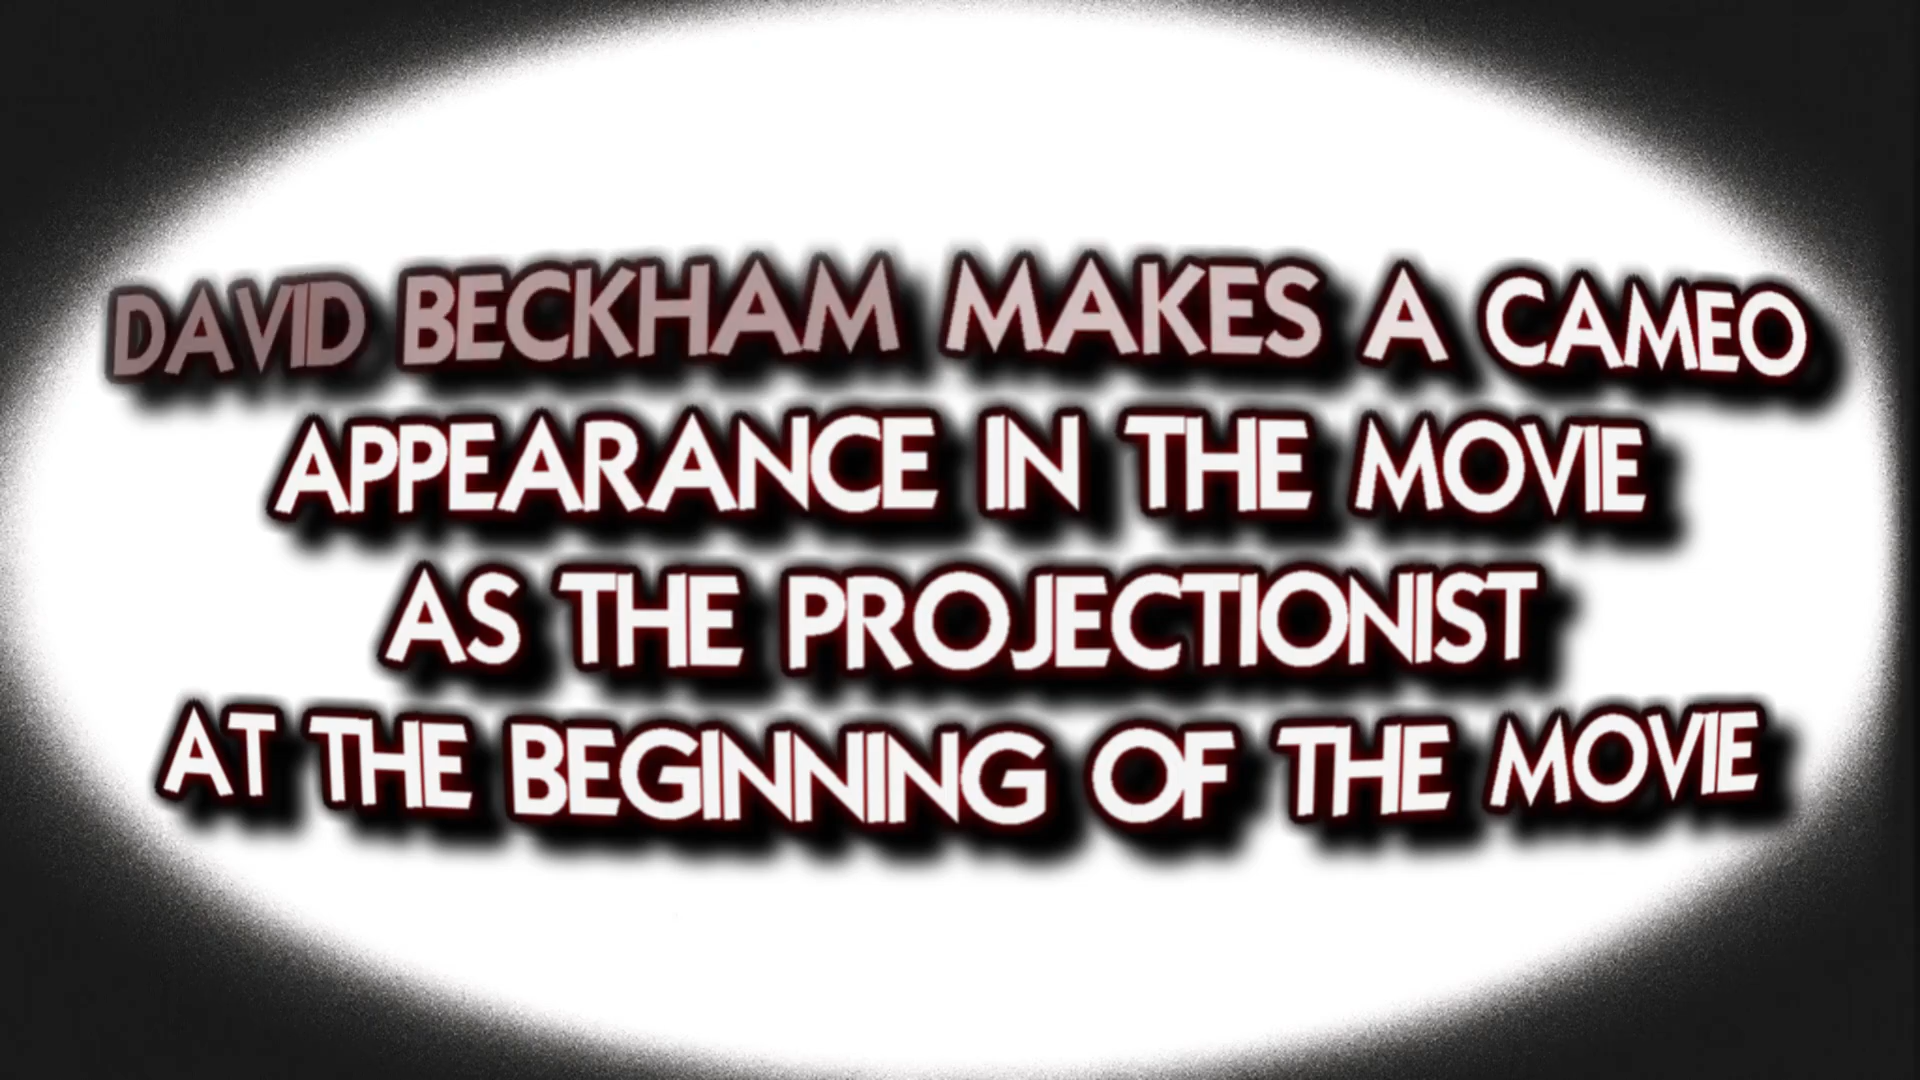 DAVID BECKHAM MAKES A CAMEO
APPEARANCE IN THE MOVIE
AS THE PROJECTIONIST
AT THE BEGINNING OF THE MOVIE